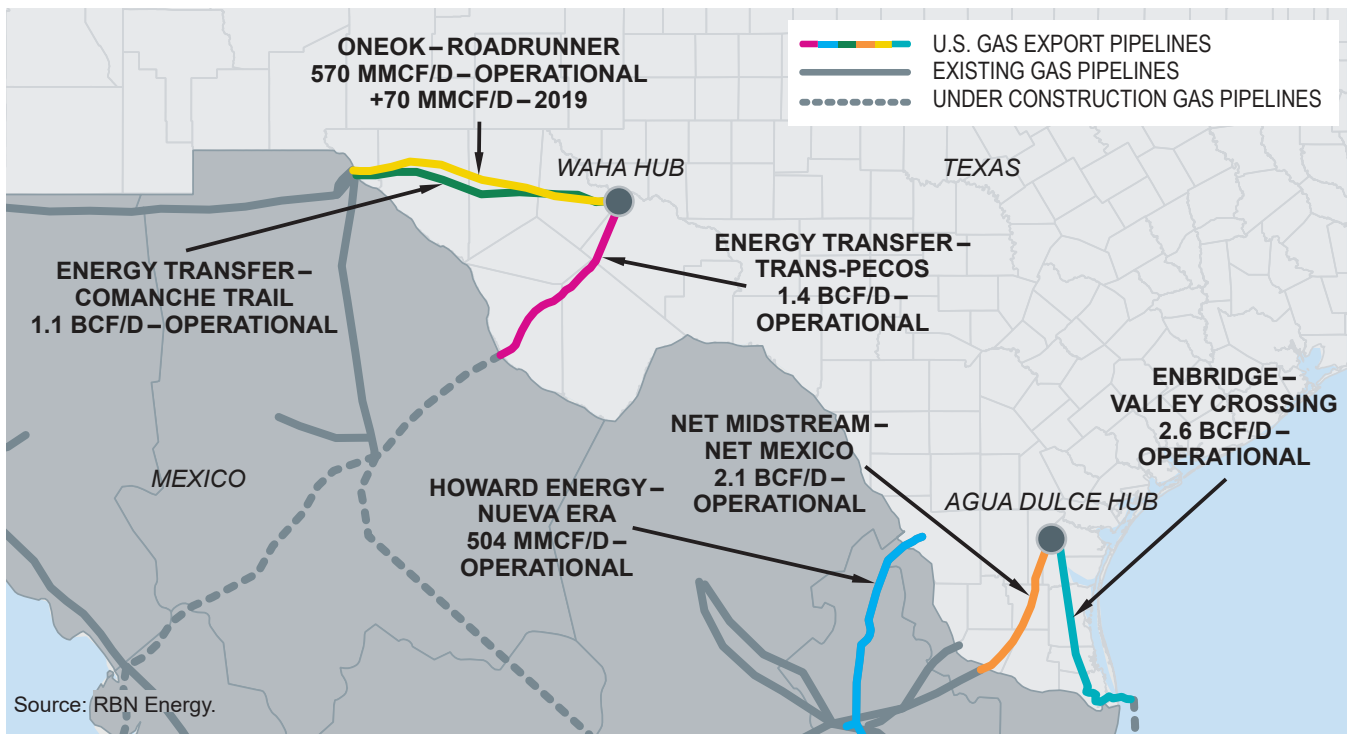 ONEOK – ROADRUNNER
570 MMCF/D – OPERATIONAL
+70 MMCF/D – 2019
U.S. GAS EXPORT PIPELINES
EXISTING GAS PIPELINES
UNDER CONSTRUCTION GAS PIPELINES
WAHA HUB
TEXAS
ENERGY TRANSFER –
COMANCHE TRAIL
1.1 BCF/D – OPERATIONAL
ENERGY TRANSFER –
TRANS-PECOS
1.4 BCF/D –
OPERATIONAL
ENBRIDGE –
VALLEY CROSSING
2.6 BCF/D –
OPERATIONAL
NET MIDSTREAM –
NET MEXICO
2.1 BCF/D –
OPERATIONAL
MEXICO
HOWARD ENERGY –
NUEVA ERA
504 MMCF/D –
OPERATIONAL
AGUA DULCE HUB
Source: RBN Energy.